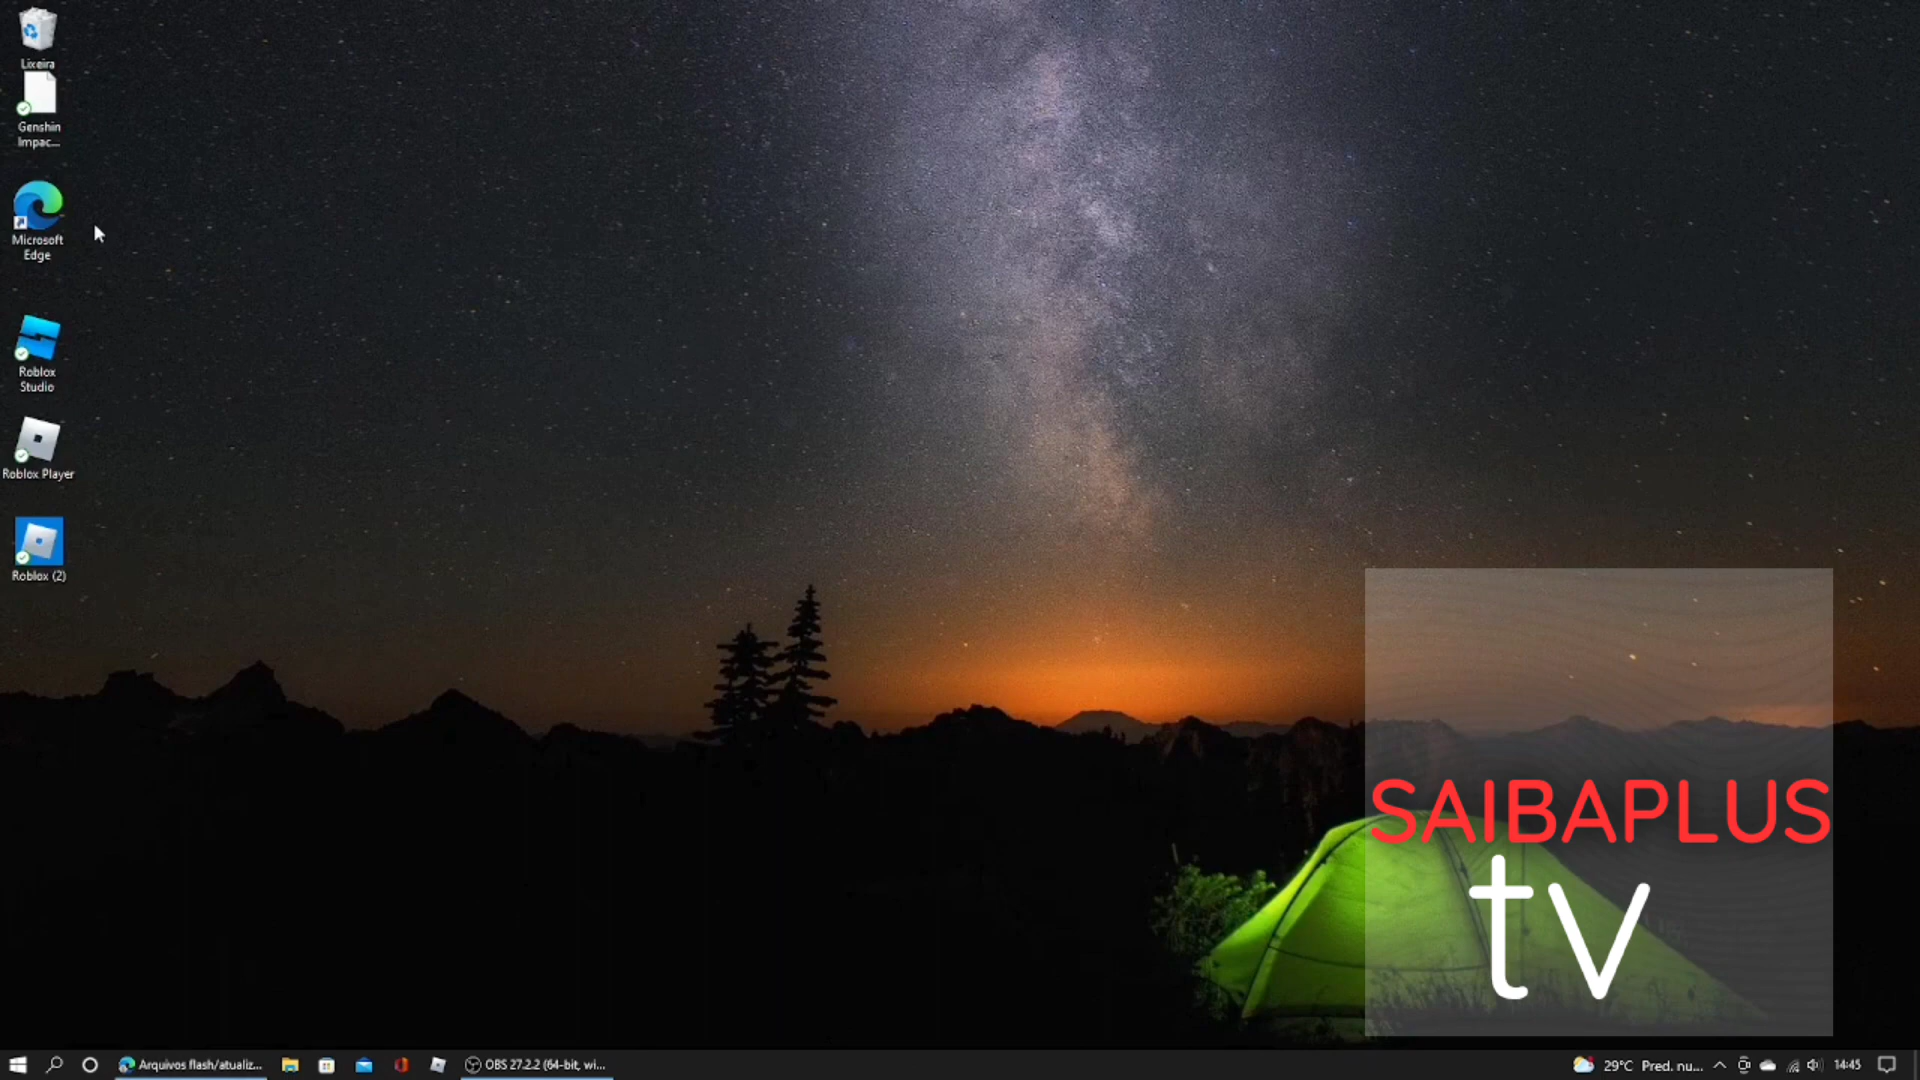 Lixeira
Genshin
Impac...
Microsoft
Edge
Roblox
Studio
Roblox Player
Roblox (2)
SAIBAPLUS
tv
Arquivos flash/atualiz...
OBS 27.2.2 (64-bit, wi...
29°C Pred. nu...
14:45